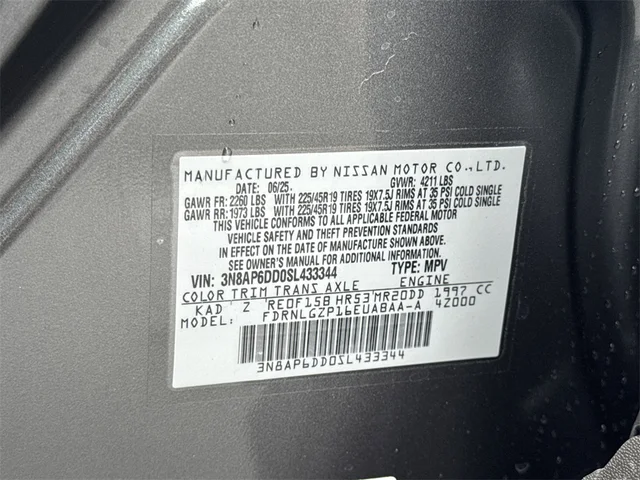 MANUFACTURED BY NISSAN MOTOR CO., LTD.
DATE: 06/25 GVWR: 4211 LBS
GAWR FR: 2260 LBS WITH 225/45R19 TIRES 19X7.5J RIMS AT 35 PSI COLD SINGLE
GAWR RR: 1973 LBS WITH 225/45R19 TIRES 19X7.5J RIMS AT 35 PSI COLD SINGLE
THIS VEHICLE CONFORMS TO ALL APPLICABLE FEDERAL MOTOR
VEHICLE SAFETY AND THEFT PREVENTION STANDARDS
IN EFFECT ON THE DATE OF MANUFACTURE SHOWN ABOVE.
SEE OWNER'S MANUAL FOR ADDITIONAL INFORMATION.
VIN: 3N8AP6DD0SL433344 TYPE: MPV
COLOR TRIM TRANS AXLE ENGINE
KAD Z RE0F15B HR53 MR20DD 1997 CC
MODEL: FDRNLGZP16EUA8AA-A 42000
3N8AP6DD0SL433344